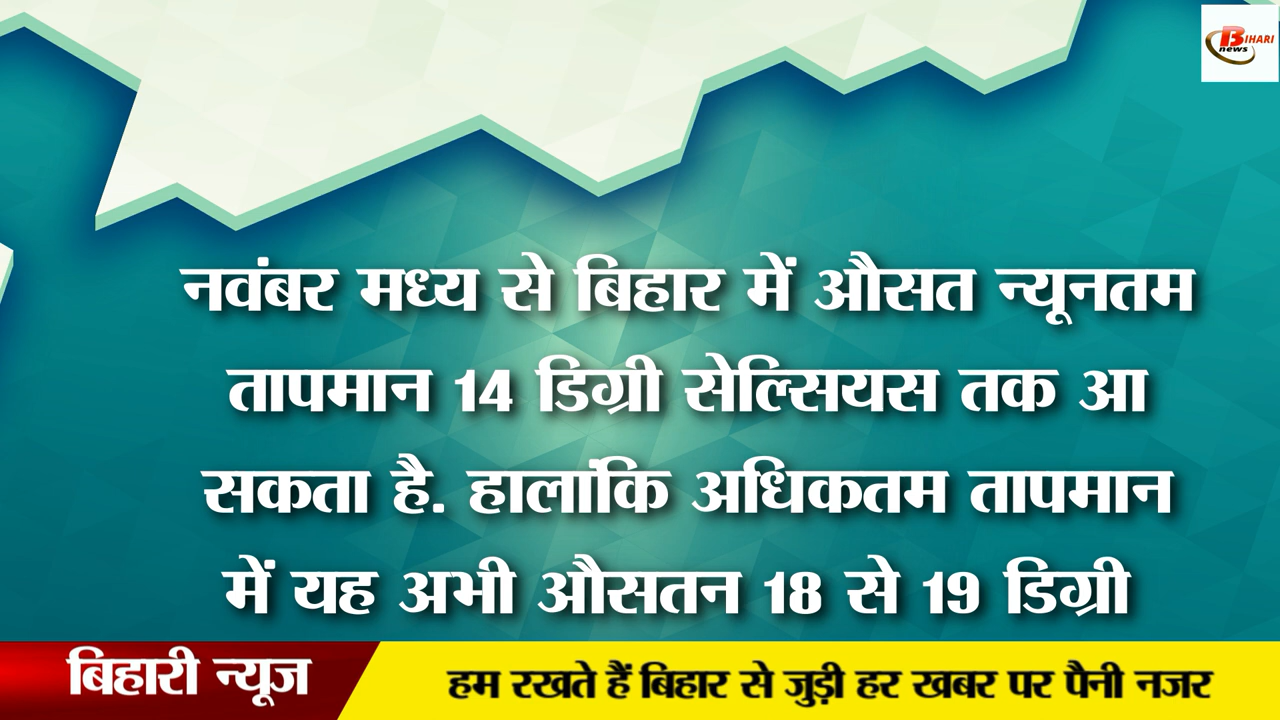 BIHARI
news
नवंबर मध्य से बिहार में औसत न्यूनतम
तापमान 14 डिग्री सेल्सियस तक आ
सकता है. हालांकि अधिकतम तापमान
में यह अभी औसतन 18 से 19 डिग्री
बिहारी न्यूज
हम रखते हैं बिहार से जुड़ी हर खबर पर पैनी नजर